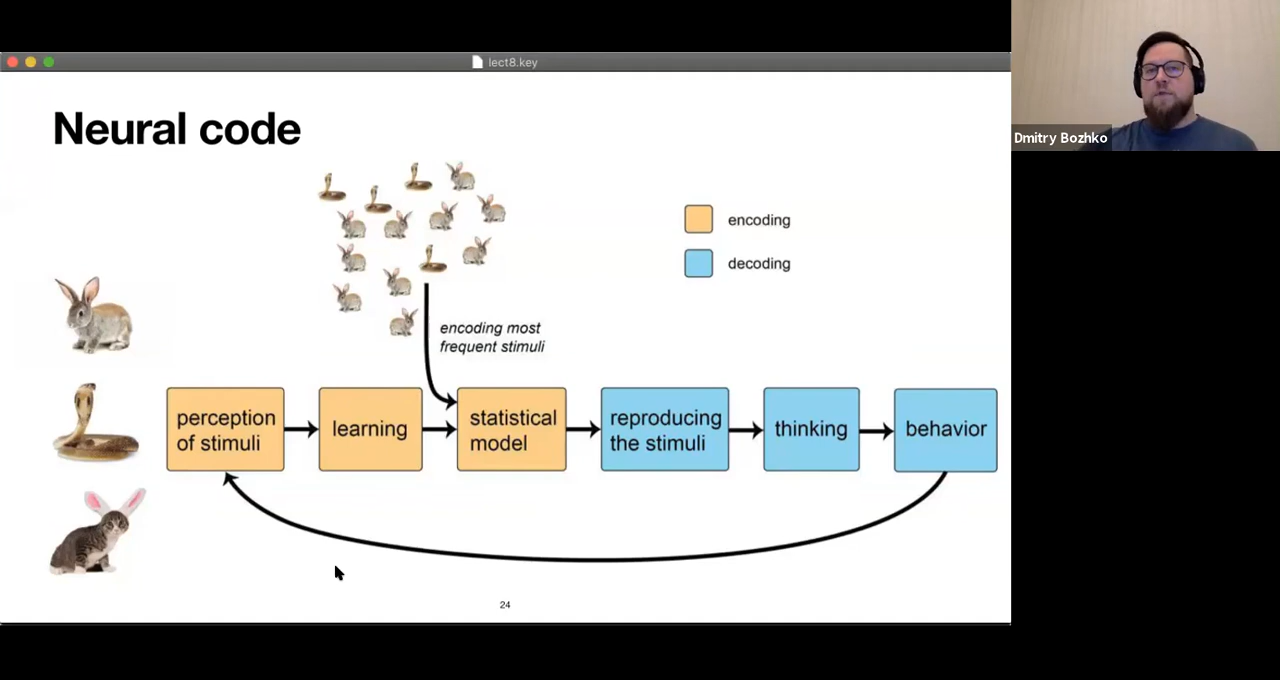 lect8.key
Neural code
encoding
decoding
encoding most
frequent stimuli
perception
of stimuli
learning
statistical
model
reproducing
the stimuli
thinking
behavior
24
Dmitry Bozhko